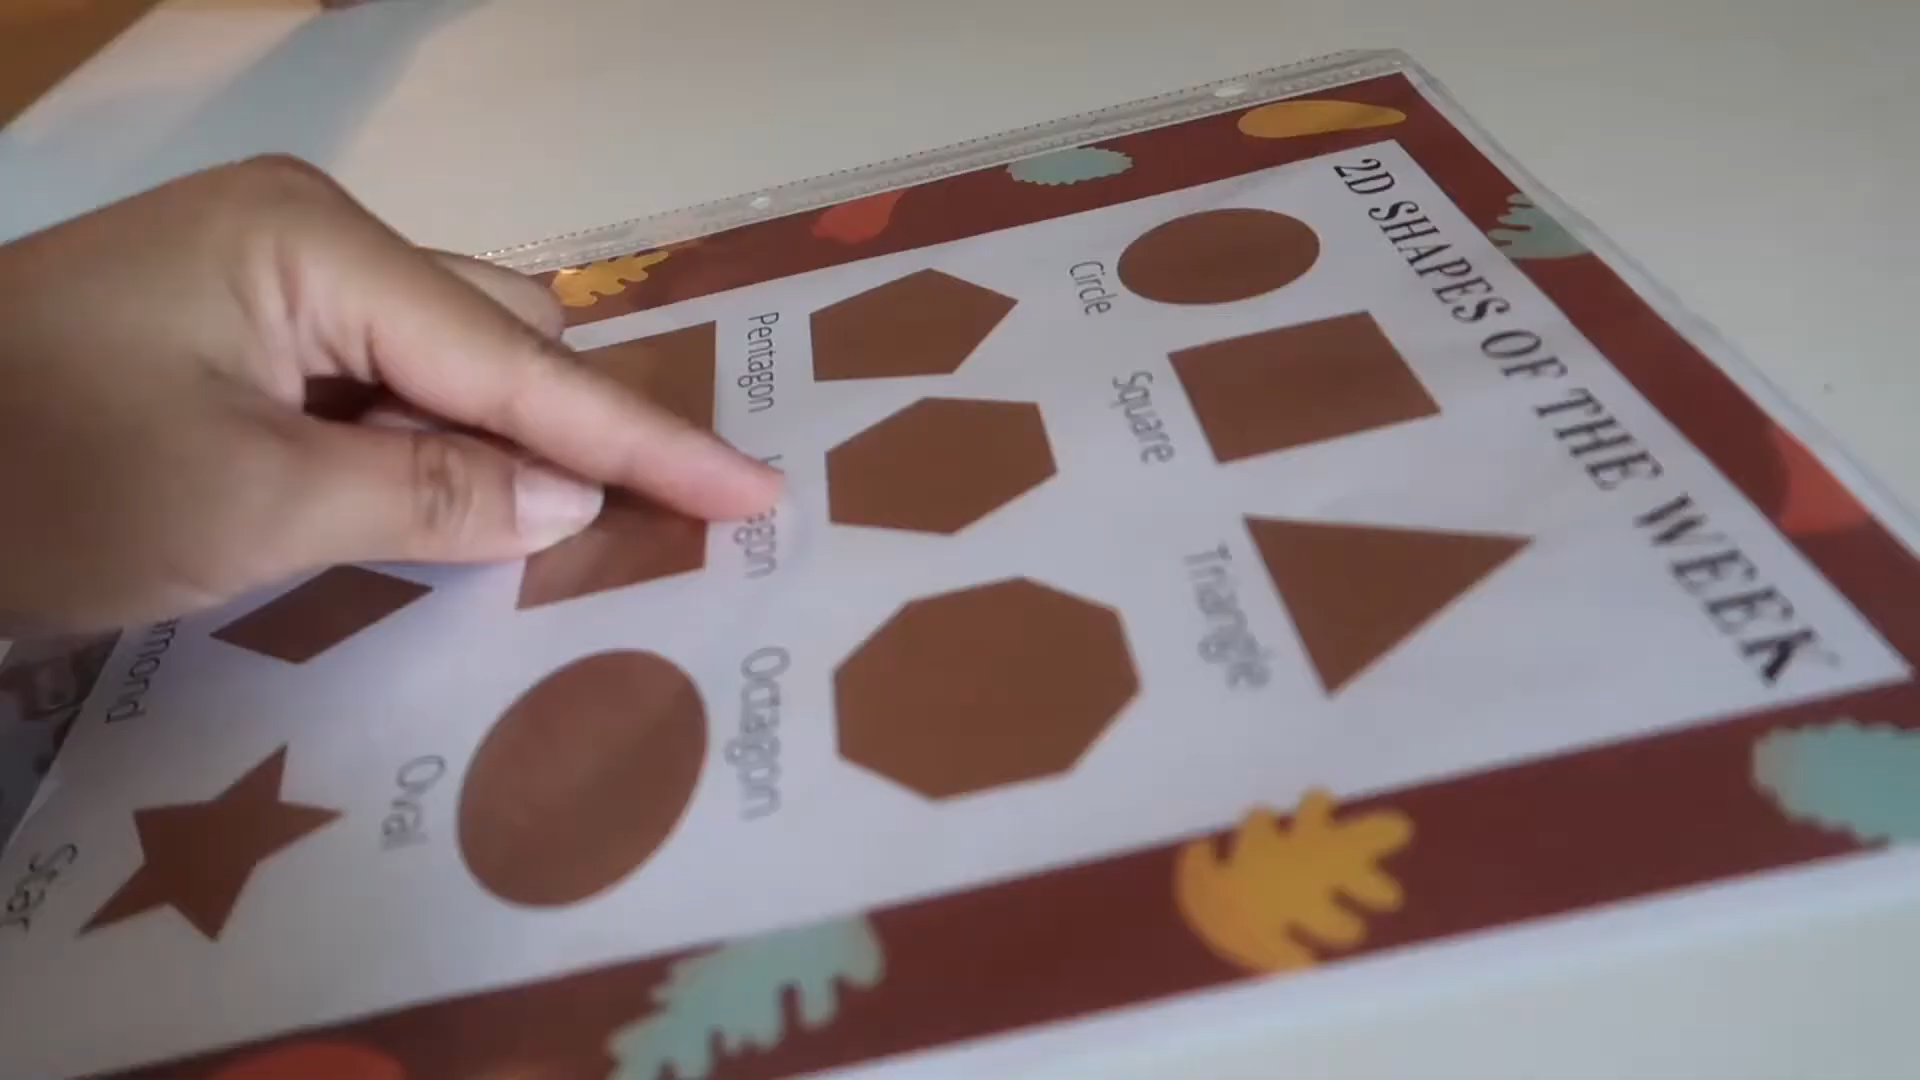 2D SHAPES OF THE WEEK
Circle
Square
Triangle
Pentagon
Octagon
Oval
Star